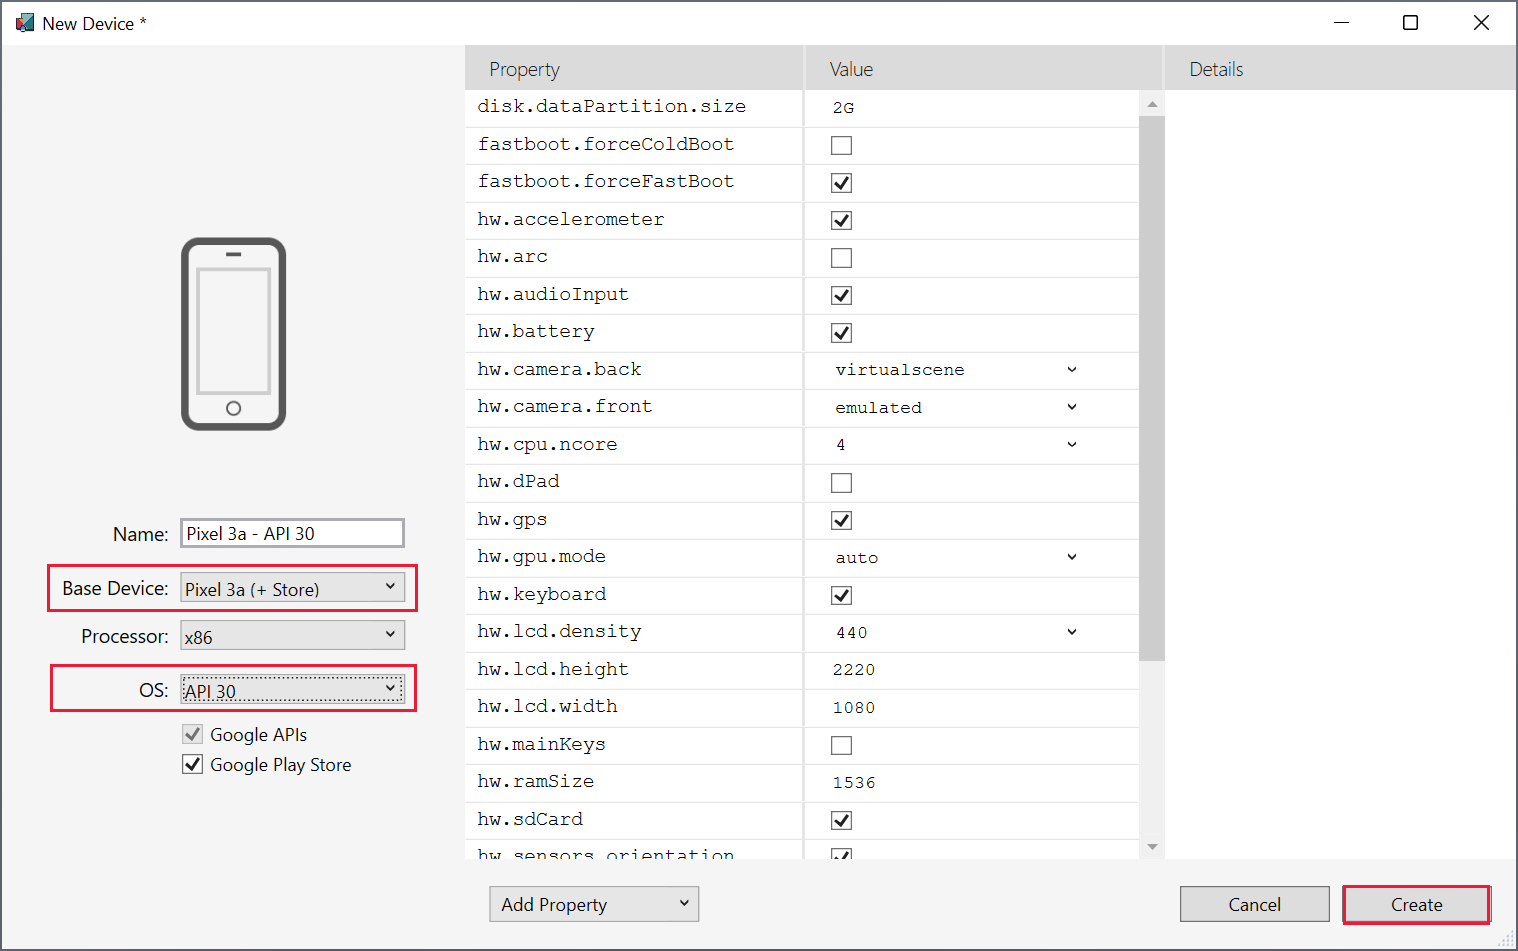 New Device *
Property Value Details
disk.dataPartition.size 2G
fastboot.forceColdBoot
fastboot.forceFastBoot
hw.accelerometer
hw.arc
hw.audioInput
hw.battery
hw.camera.back virtualscene
hw.camera.front emulated
hw.cpu.ncore 4
hw.dPad
hw.gps
hw.gpu.mode auto
hw.keyboard
hw.lcd.density 440
hw.lcd.height 2220
hw.lcd.width 1080
hw.mainKeys
hw.ramSize 1536
hw.sdCard
hw.sensors.orientation
Name: Pixel 3a - API 30
Base Device: Pixel 3a (+ Store)
Processor: x86
OS: API 30
Google APIs
Google Play Store
Add Property
Cancel
Create